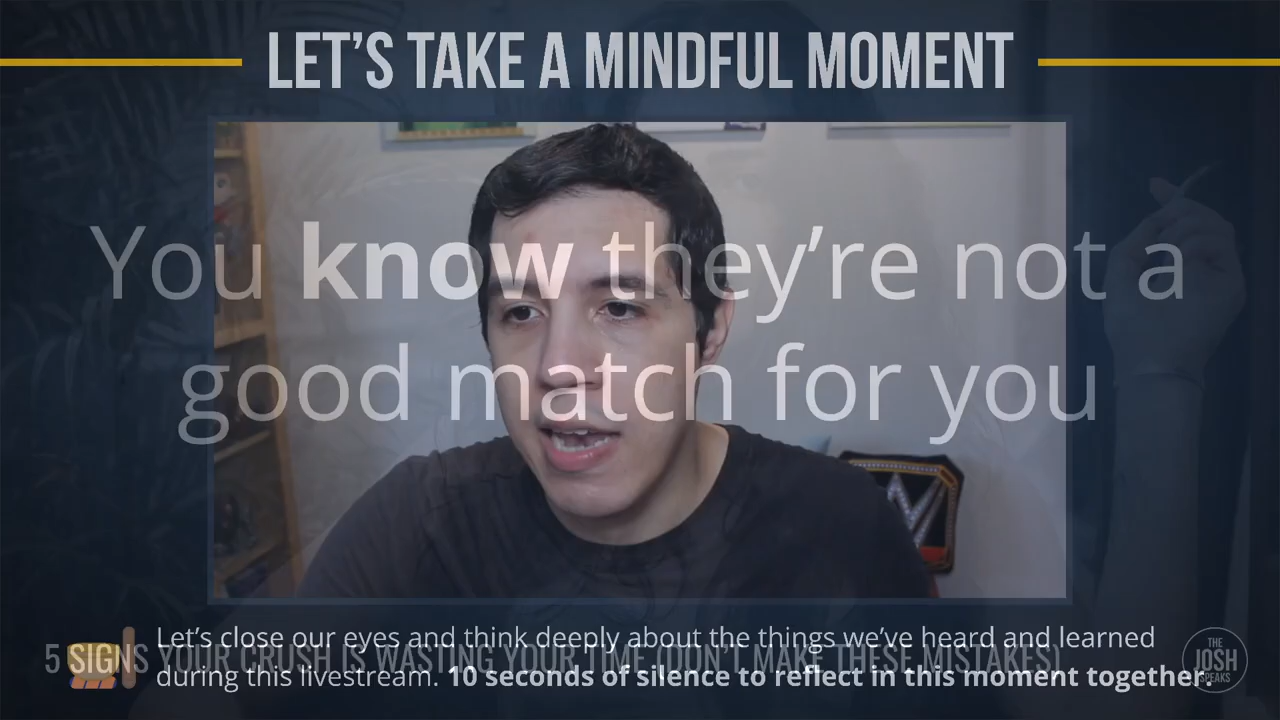 LET'S TAKE A MINDFUL MOMENT
You know they're not a
good match for you
Let's close our eyes and think deeply about the things we've heard and learned
5 SIGNS YOUR CRUSH IS WASTING YOUR TIME (DON'T MAKE THESE MISTAKES)
during this livestream. 10 seconds of silence to reflect in this moment together.
THE
JOSH
SPEAKS